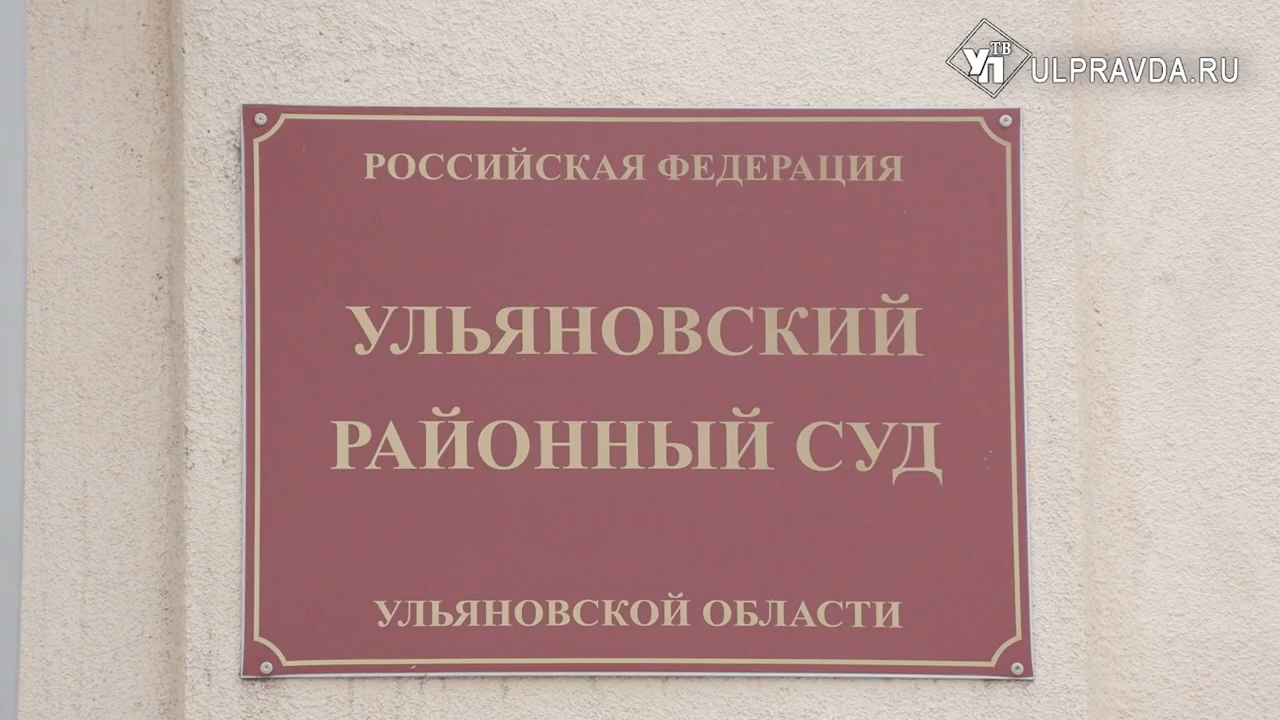 УП ТВ ULPRAVDA.RU
РОССИЙСКАЯ ФЕДЕРАЦИЯ
УЛЬЯНОВСКИЙ
РАЙОННЫЙ СУД
УЛЬЯНОВСКОЙ ОБЛАСТИ